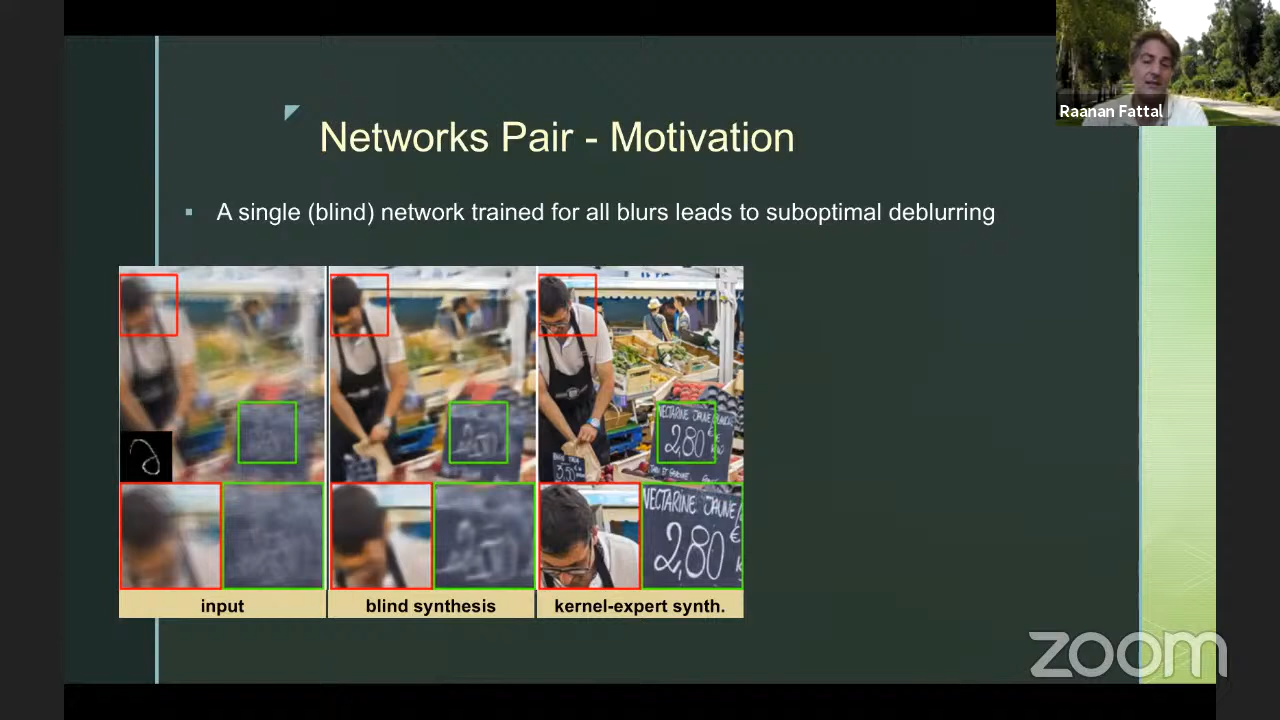 Raanan Fattal
Networks Pair - Motivation
A single (blind) network trained for all blurs leads to suboptimal deblurring
NECTARINE JAUNE
2,80 €
NECTARINE JAUNE
2,80 €
input
blind synthesis
kernel-expert synth.
zoom